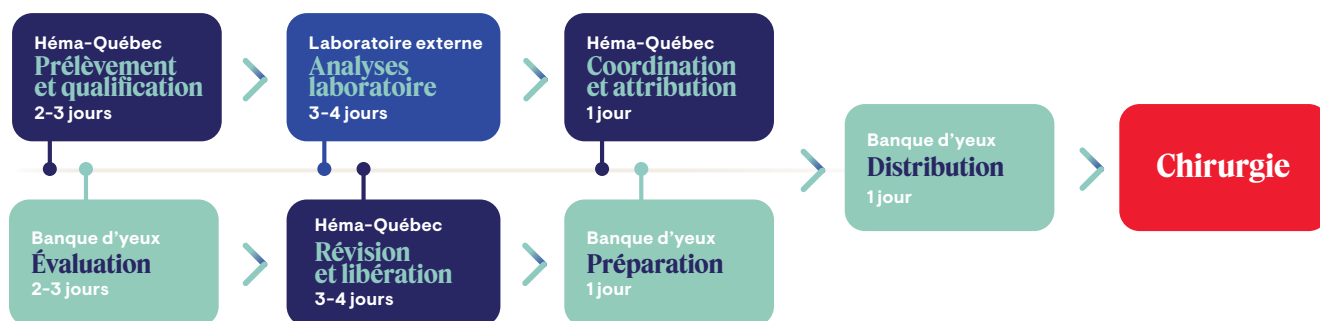 Héma-Québec
Prélèvement
et qualification
2-3 jours
Laboratoire externe
Analyses
laboratoire
3-4 jours
Héma-Québec
Coordination
et attribution
1 jour
Banque d'yeux
Évaluation
2-3 jours
Héma-Québec
Révision
et libération
3-4 jours
Banque d'yeux
Préparation
1 jour
Banque d'yeux
Distribution
1 jour
Chirurgie